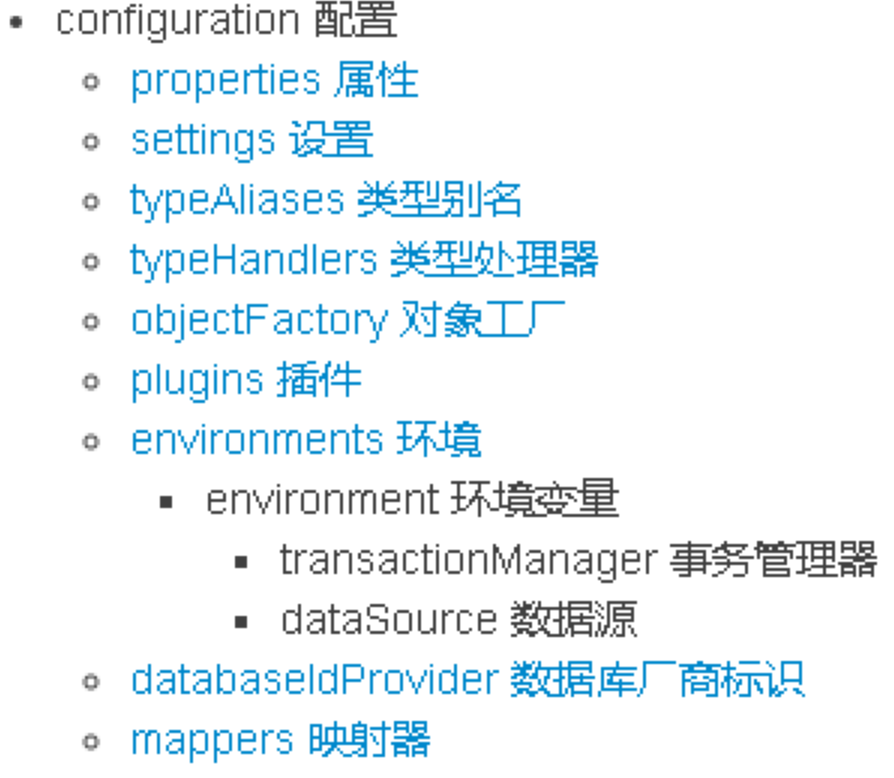 configuration 配置
properties 属性
settings 设置
typeAliases 类型别名
typeHandlers 类型处理器
objectFactory 对象工厂
plugins 插件
environments 环境
environment 环境变量
transactionManager 事务管理器
dataSource 数据源
databaseIdProvider 数据库厂商标识
mappers 映射器